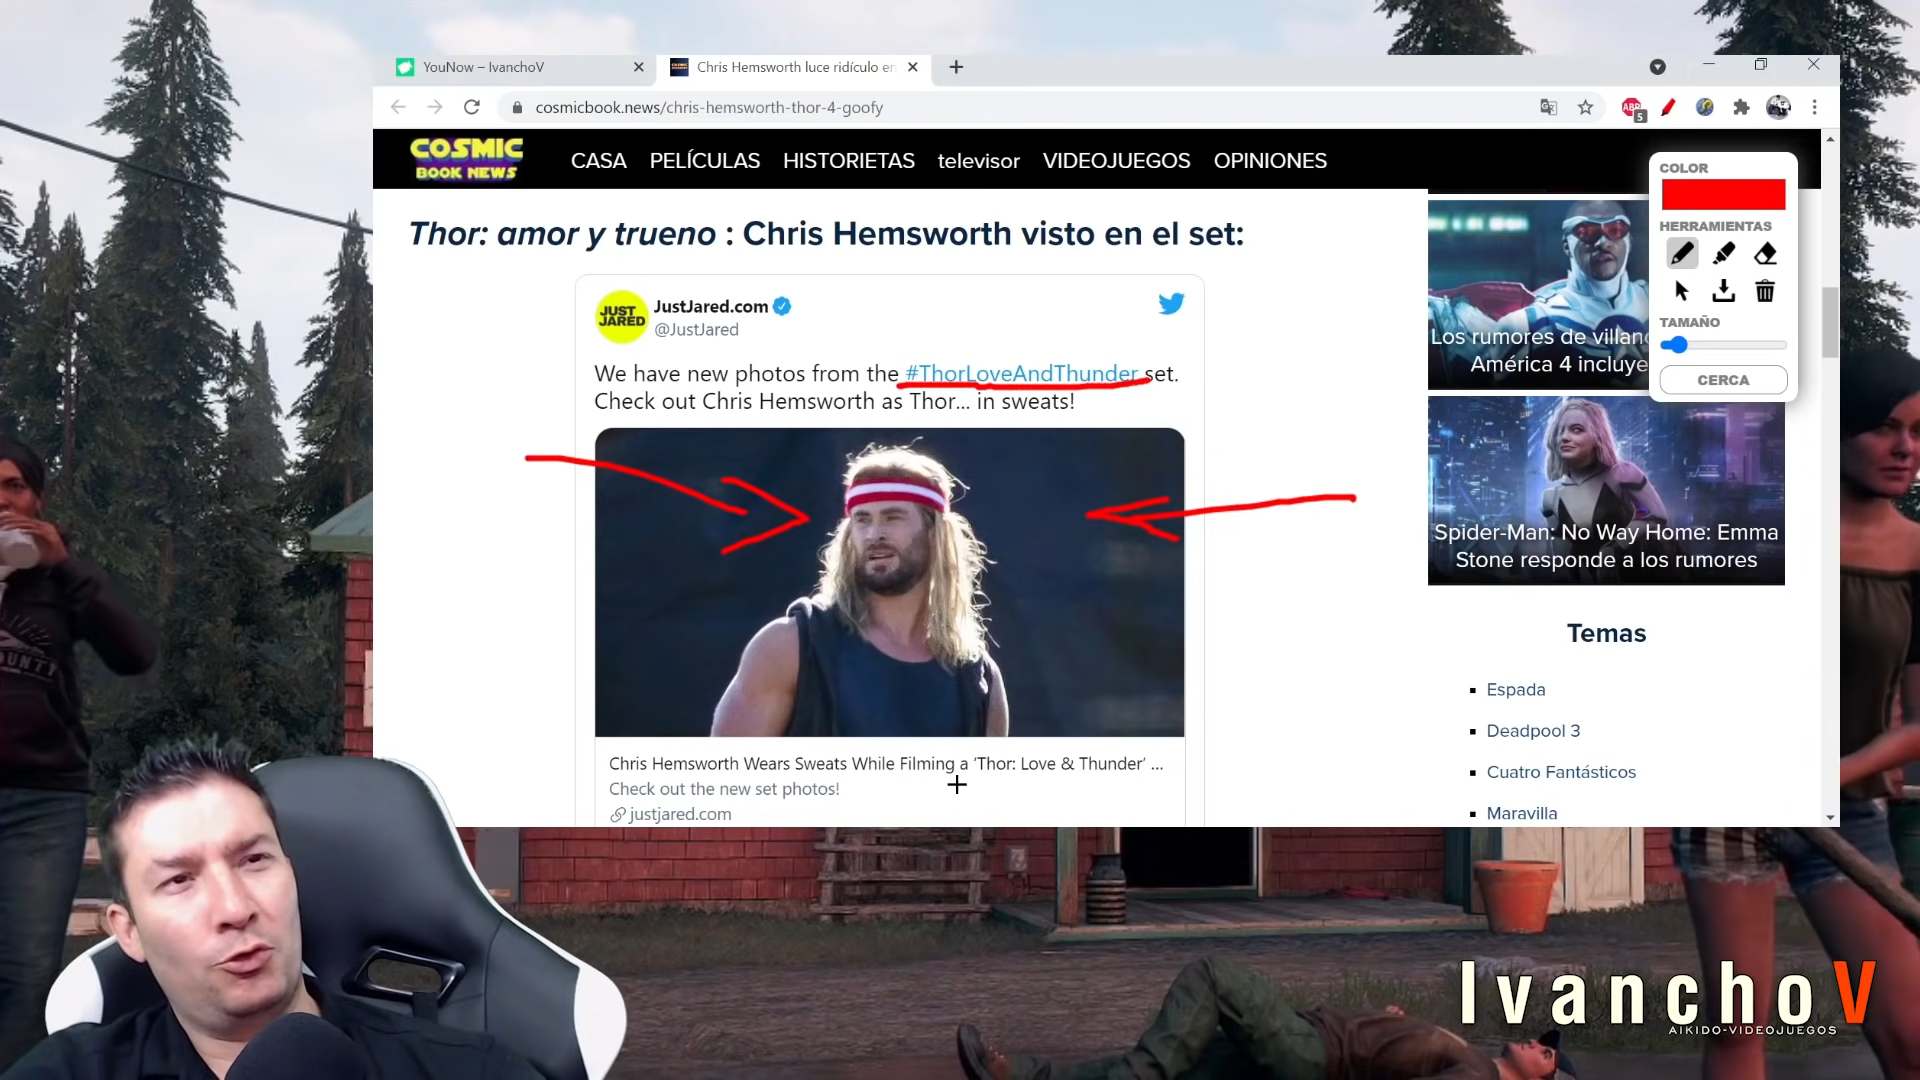 YouNow – IvanchoV
Chris Hemsworth luce ridículo en
cosmicbook.news/chris-hemsworth-thor-4-goofy
ABP
5
COSMIC
BOOK NEWS
CASA PELÍCULAS HISTORIETAS televisor VIDEOJUEGOS OPINIONES
Thor: amor y trueno : Chris Hemsworth visto en el set:
JUST
JARED
JustJared.com
@JustJared
We have new photos from the #ThorLoveAndThunder set.
Check out Chris Hemsworth as Thor... in sweats!
Chris Hemsworth Wears Sweats While Filming a ‘Thor: Love & Thunder’ ...
Check out the new set photos!
justjared.com
Los rumores de villano
América 4 incluye
Spider-Man: No Way Home: Emma
Stone responde a los rumores
Temas
Espada
Deadpool 3
Cuatro Fantásticos
Maravilla
COLOR
HERRAMIENTAS
TAMAÑO
CERCA
OUNTY
IvanchoV
AIKIDO-VIDEOJUEGOS